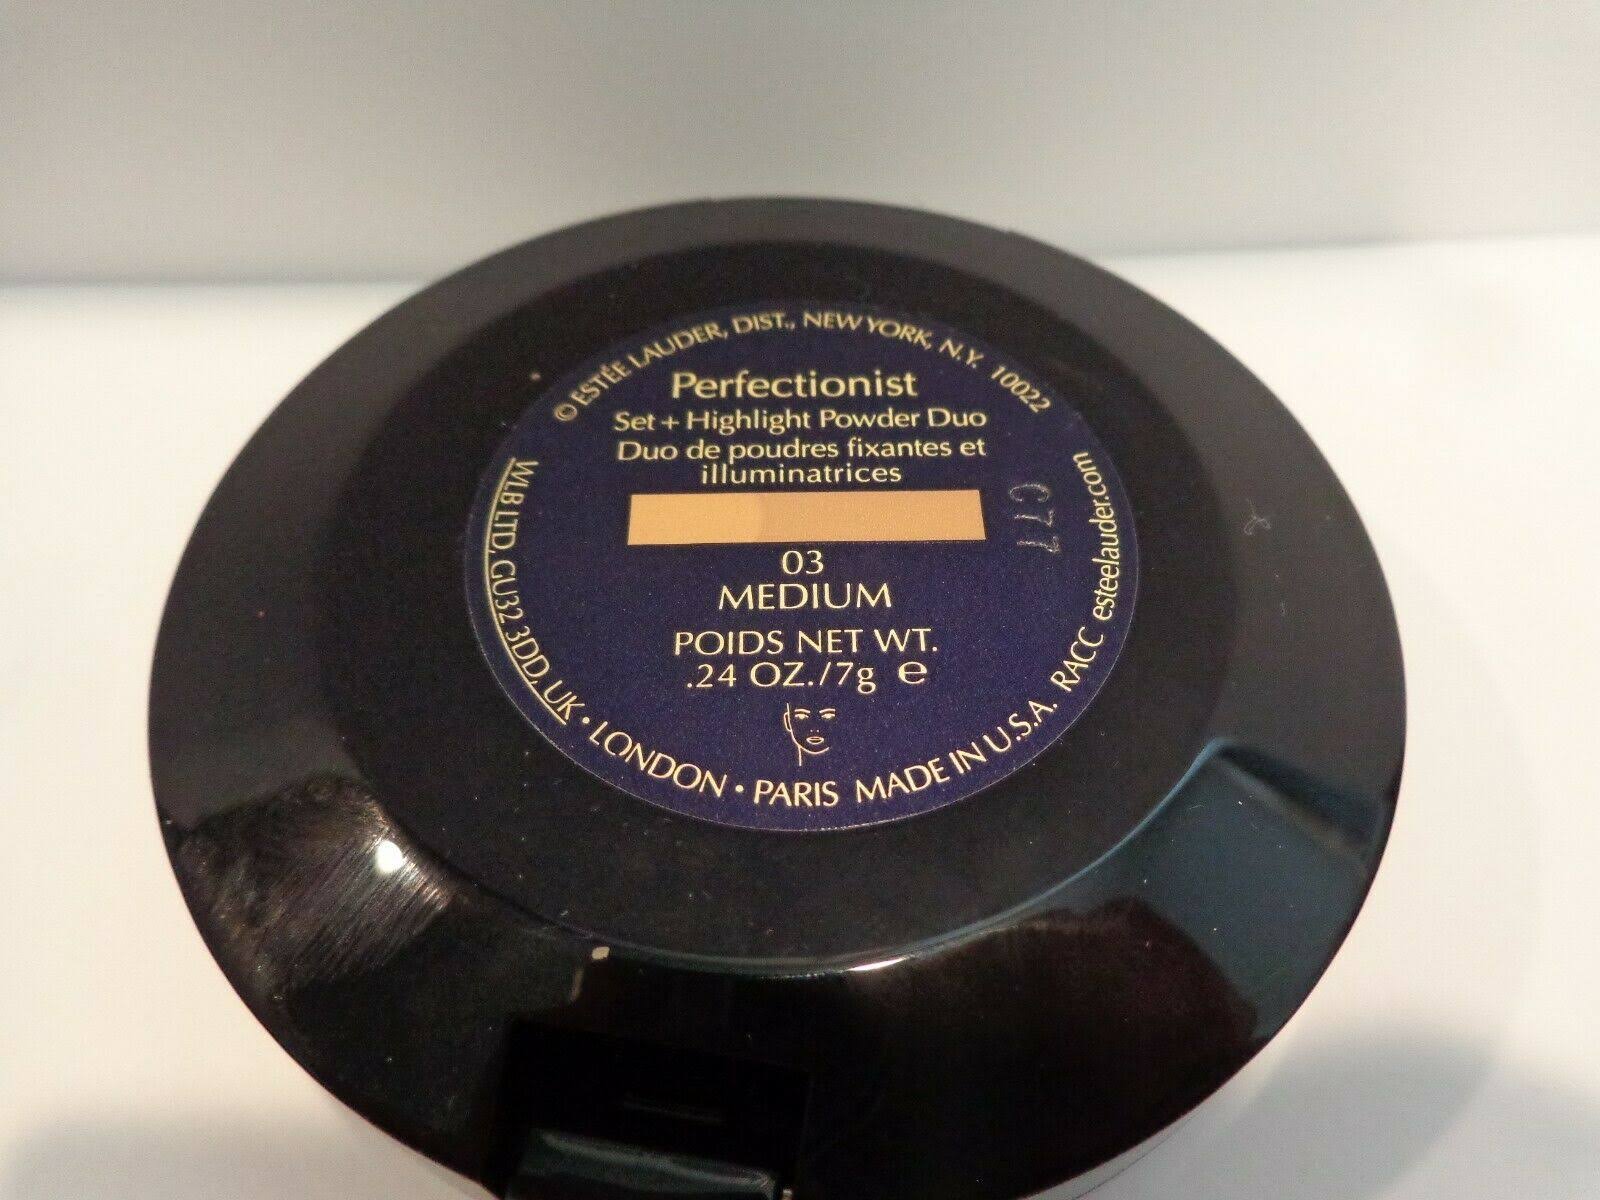 © ESTÉE LAUDER, DIST., NEW YORK, N.Y. 10022
Perfectionist
Set + Highlight Powder Duo
Duo de poudres fixantes et
illuminatrices
C77
03
MEDIUM
POIDS NET WT.
.24 OZ./7g ℮
WLB LTD, GU32 3DD, UK • LONDON • PARIS MADE IN U.S.A. RACC esteelauder.com